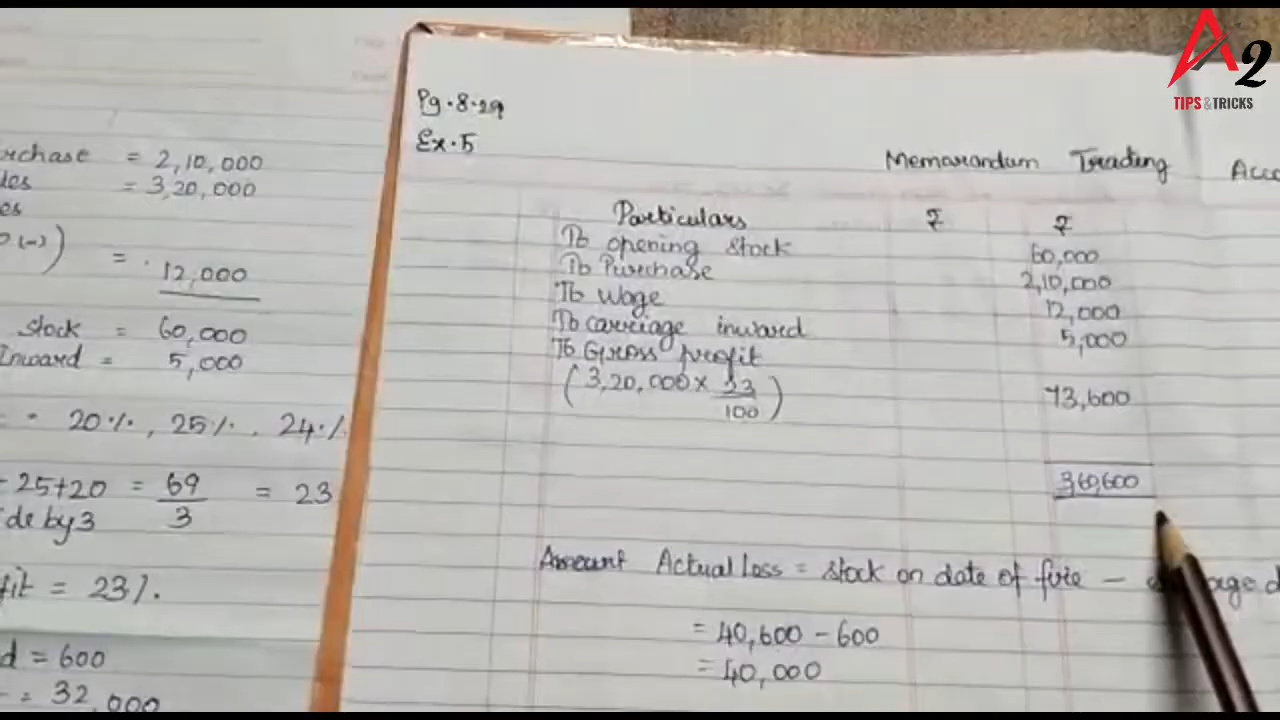 A2
TIPS & TRICKS
rchase = 2,10,000
les = 3,20,000
es
(-)) = 12,000
Stock = 60,000
Inward = 5,000
= 20%, 25%, 24%
25+20 = 69/3 = 23
de by 3
fit = 23%.
d = 600
= 32,000
Pg.8.29
Ex.5
Memorandum Trading Acco
Particulars ₹ ₹
To opening stock 60,000
To Purchase 2,10,000
To Wage 12,000
To carriage inward 5,000
To Gross profit
(3,20,000 × 23/100) 73,600
3,60,600
Amount Actual Loss = Stock on date of fire –
= 40,600 – 600
= 40,000